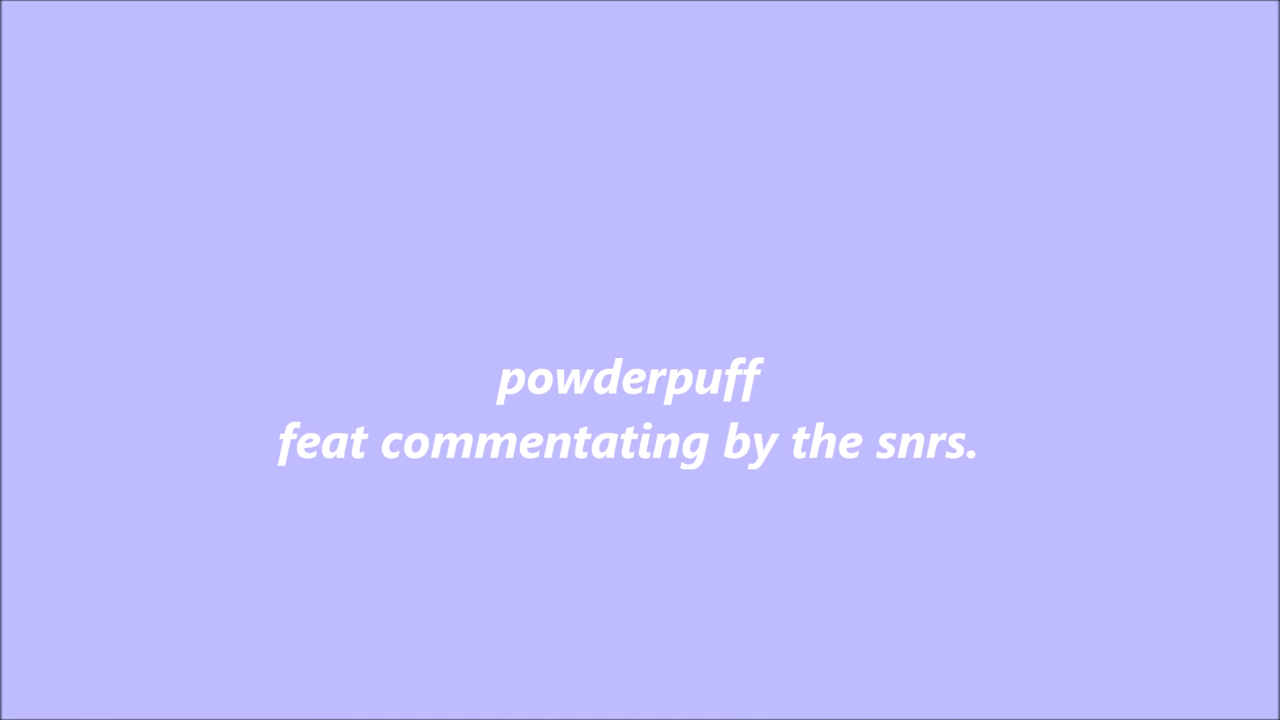 powderpuff
feat commentating by the snrs.